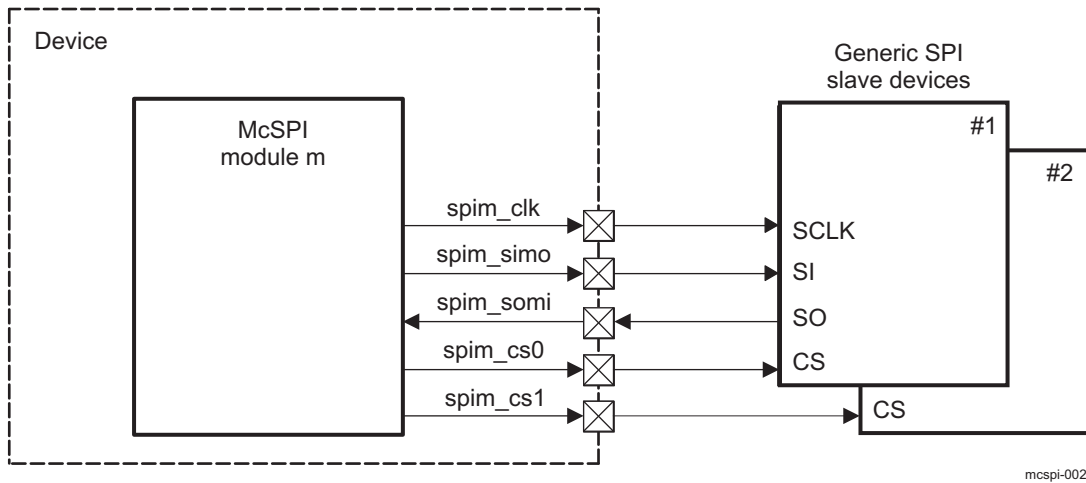 Device
Generic SPI
slave devices
McSPI
module m
#1
#2
spim_clk
SCLK
spim_simo
SI
spim_somi
SO
spim_cs0
CS
spim_cs1
CS
mcspi-002